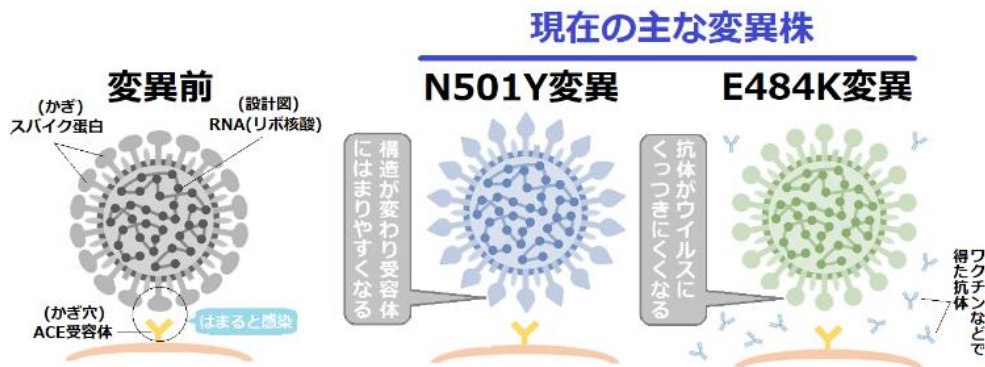 現在の主な変異株
変異前
N501Y変異
E484K変異
(かぎ)
スパイク蛋白
(設計図)
RNA(リボ核酸)
構造が変わり受容体
にはまりやすくなる
抗体がウイルスに
くっつきにくくなる
(かぎ穴)
ACE受容体
はまると感染
ワクチンなどで
得た抗体